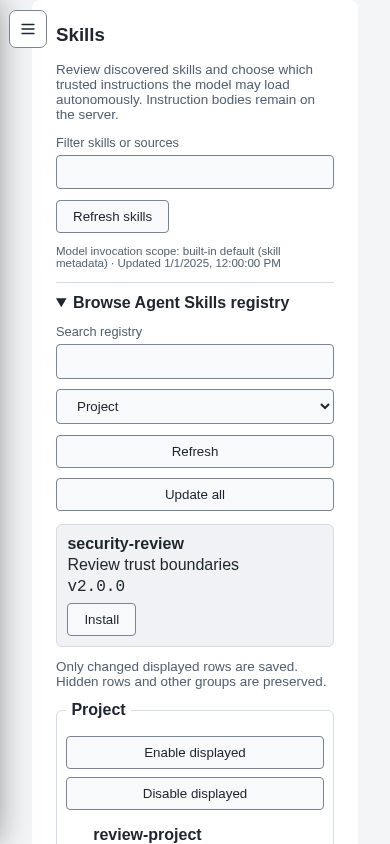 Skills
Review discovered skills and choose which
trusted instructions the model may load
autonomously. Instruction bodies remain on
the server.
Filter skills or sources
Refresh skills
Model invocation scope: built-in default (skill
metadata) · Updated 1/1/2025, 12:00:00 PM
▼ Browse Agent Skills registry
Search registry
Project
Refresh
Update all
security-review
Review trust boundaries
v2.0.0
Install
Only changed displayed rows are saved.
Hidden rows and other groups are preserved.
Project
Enable displayed
Disable displayed
review-project